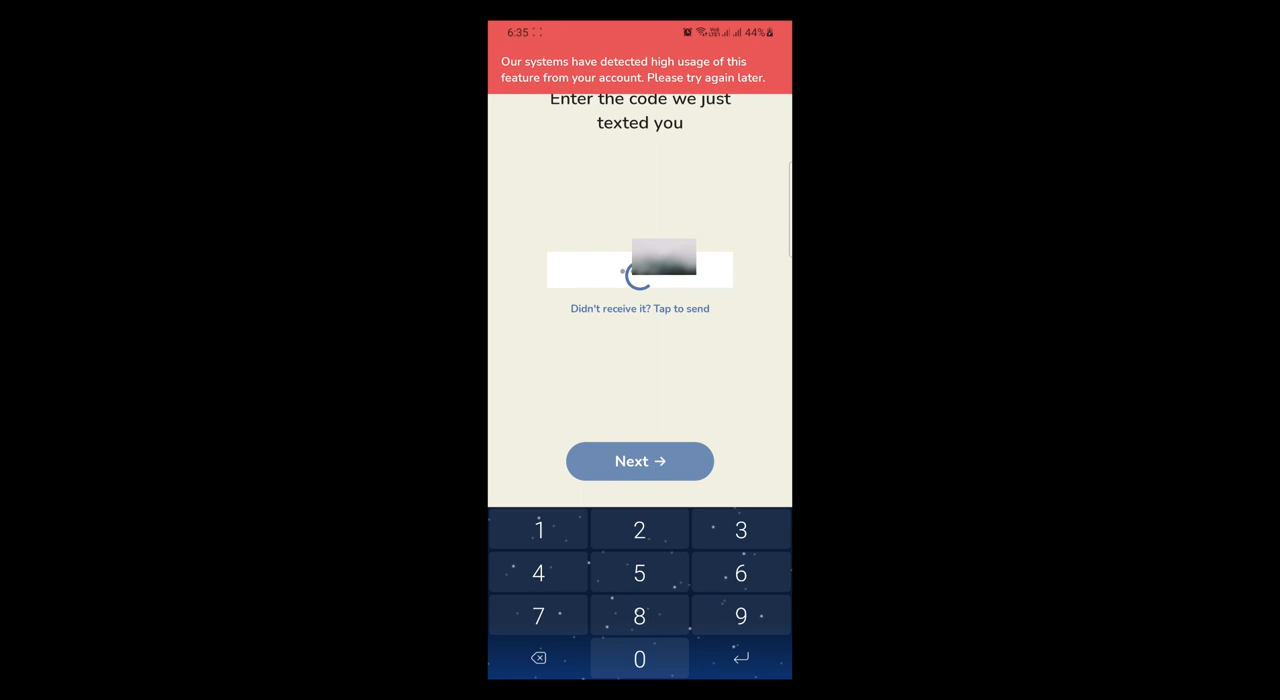 6:35
44%
Our systems have detected high usage of this
feature from your account. Please try again later.
Enter the code we just
texted you
Didn't receive it? Tap to send
Next →
1 2 3
4 5 6
7 8 9
0